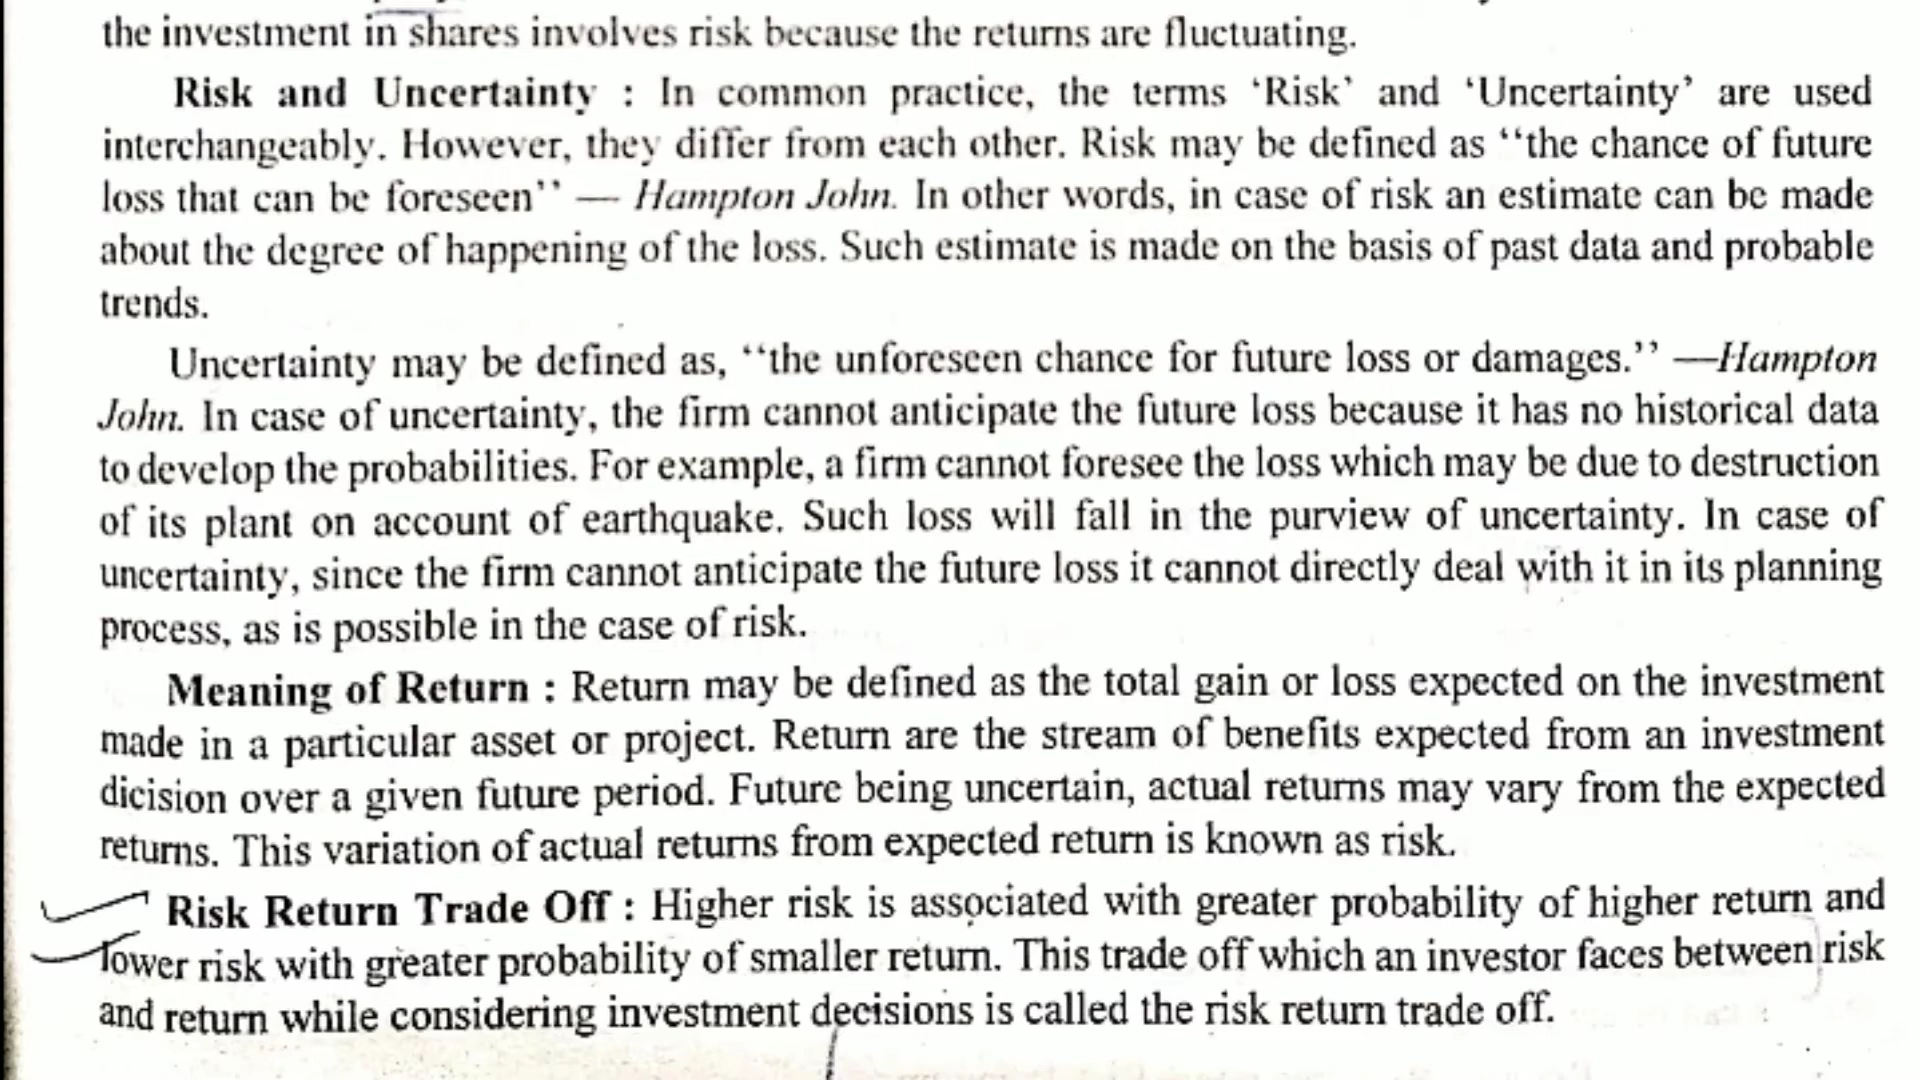 the investment in shares involves risk because the returns are fluctuating.
Risk and Uncertainty : In common practice, the terms ‘Risk’ and ‘Uncertainty’ are used
interchangeably. However, they differ from each other. Risk may be defined as ‘‘the chance of future
loss that can be foreseen’’ — Hampton John. In other words, in case of risk an estimate can be made
about the degree of happening of the loss. Such estimate is made on the basis of past data and probable
trends.
Uncertainty may be defined as, ‘‘the unforeseen chance for future loss or damages.’’ —Hampton
John. In case of uncertainty, the firm cannot anticipate the future loss because it has no historical data
to develop the probabilities. For example, a firm cannot foresee the loss which may be due to destruction
of its plant on account of earthquake. Such loss will fall in the purview of uncertainty. In case of
uncertainty, since the firm cannot anticipate the future loss it cannot directly deal with it in its planning
process, as is possible in the case of risk.
Meaning of Return : Return may be defined as the total gain or loss expected on the investment
made in a particular asset or project. Return are the stream of benefits expected from an investment
dicision over a given future period. Future being uncertain, actual returns may vary from the expected
returns. This variation of actual returns from expected return is known as risk.
Risk Return Trade Off : Higher risk is associated with greater probability of higher return and
lower risk with greater probability of smaller return. This trade off which an investor faces between risk
and return while considering investment decisions is called the risk return trade off.